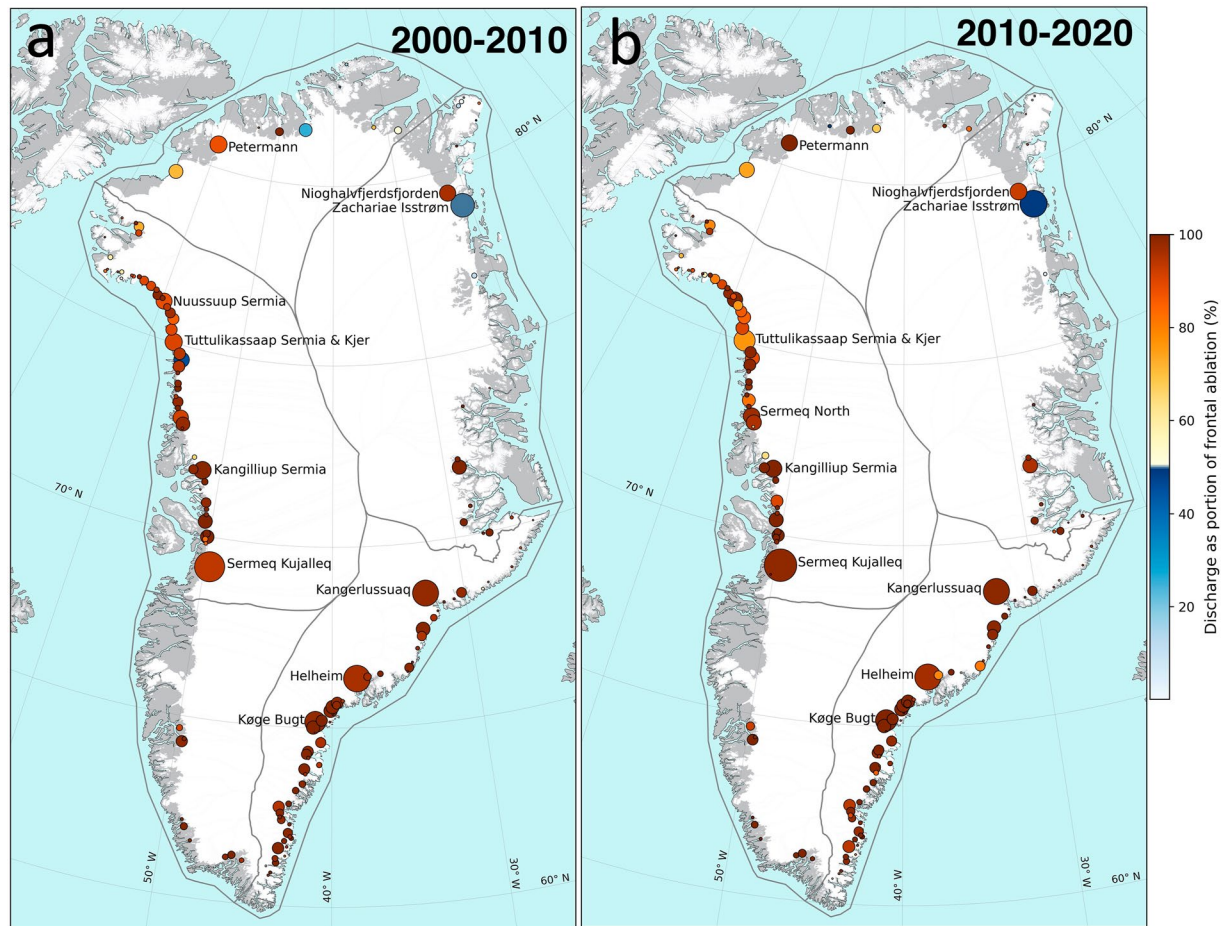 a
2000-2010
80° N
Petermann
Nioghalvfjerdsfjorden
Zachariae Isstrøm
Nuussuup Sermia
Tuttulikassaap Sermia & Kjer
Kangilliup Sermia
70° N
Sermeq Kujalleq
Kangerlussuaq
Helheim
Køge Bugt
50° W
40° W
30° W
60° N
b
2010-2020
80° N
Petermann
Nioghalvfjerdsfjorden
Zachariae Isstrøm
Tuttulikassaap Sermia & Kjer
Sermeq North
Kangilliup Sermia
70° N
Sermeq Kujalleq
Kangerlussuaq
Helheim
Køge Bugt
50° W
40° W
30° W
60° N
100
80
60
40
20
Discharge as portion of frontal ablation (%)